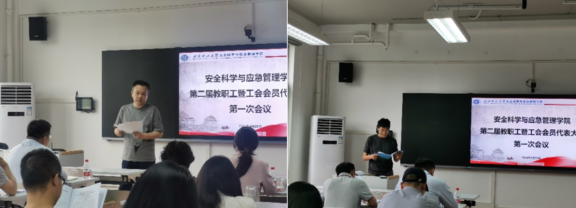 安全科学与应急管理学
第二届教职工暨工会会员代
第一次会议
安全科学与应急管理学院
第二届教职工暨工会会员代表大
第一次会议